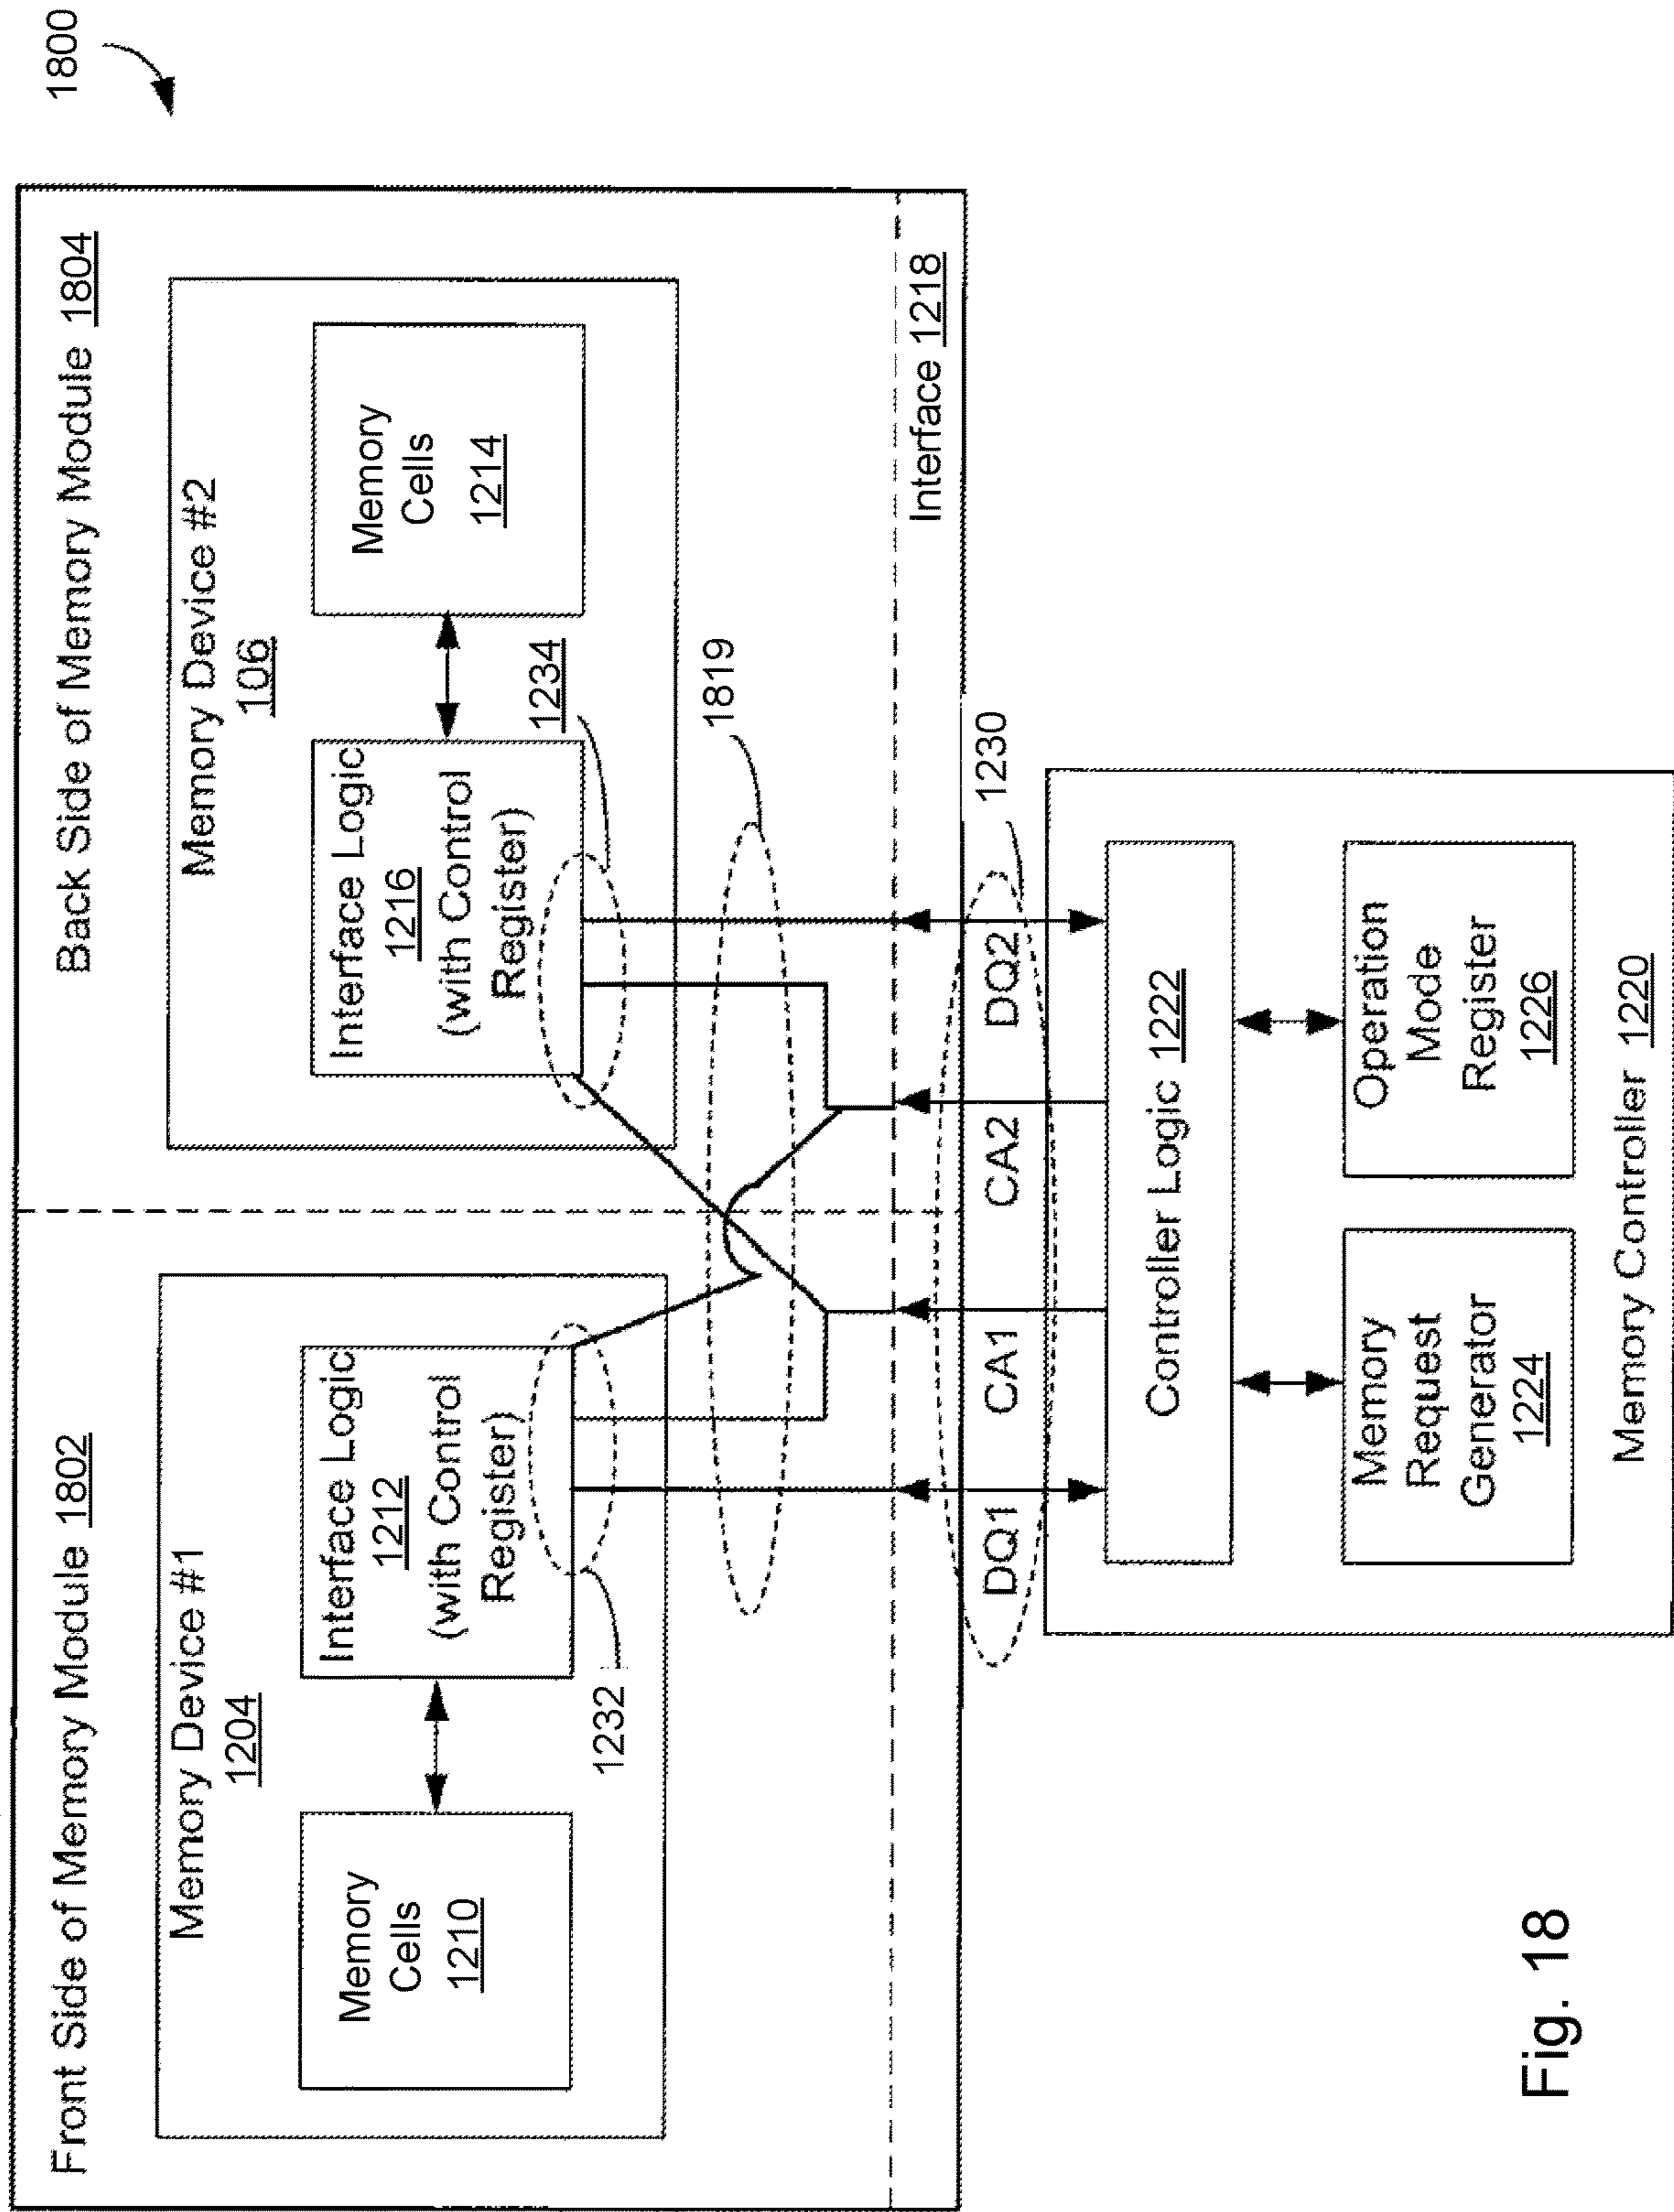 1800
Front Side of Memory Module 1802
Back Side of Memory Module 1804
Memory Device #1
1204
Memory Device #2
106
Memory
Cells
1210
Interface Logic
1212
(with Control
Register)
Interface Logic
1216
(with Control
Register)
Memory
Cells
1214
1232
1234
1819
Interface 1218
DQ1
CA1
CA2
DQ2
1230
Controller Logic 1222
Memory
Request
Generator
1224
Operation
Mode
Register
1226
Memory Controller 1220
Fig. 18